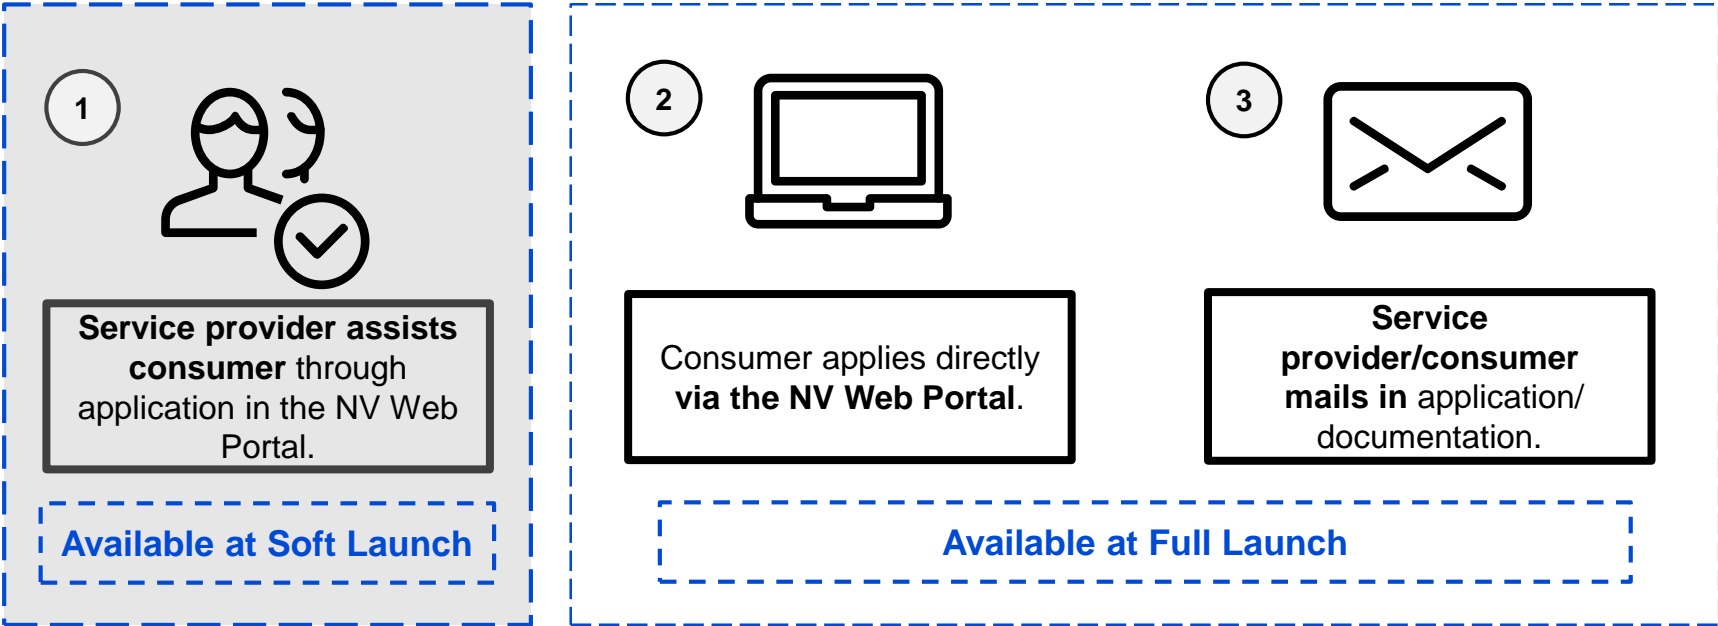 1
Service provider assists
consumer through
application in the NV Web
Portal.
Available at Soft Launch
2
Consumer applies directly
via the NV Web Portal.
3
Service
provider/consumer
mails in application/
documentation.
Available at Full Launch